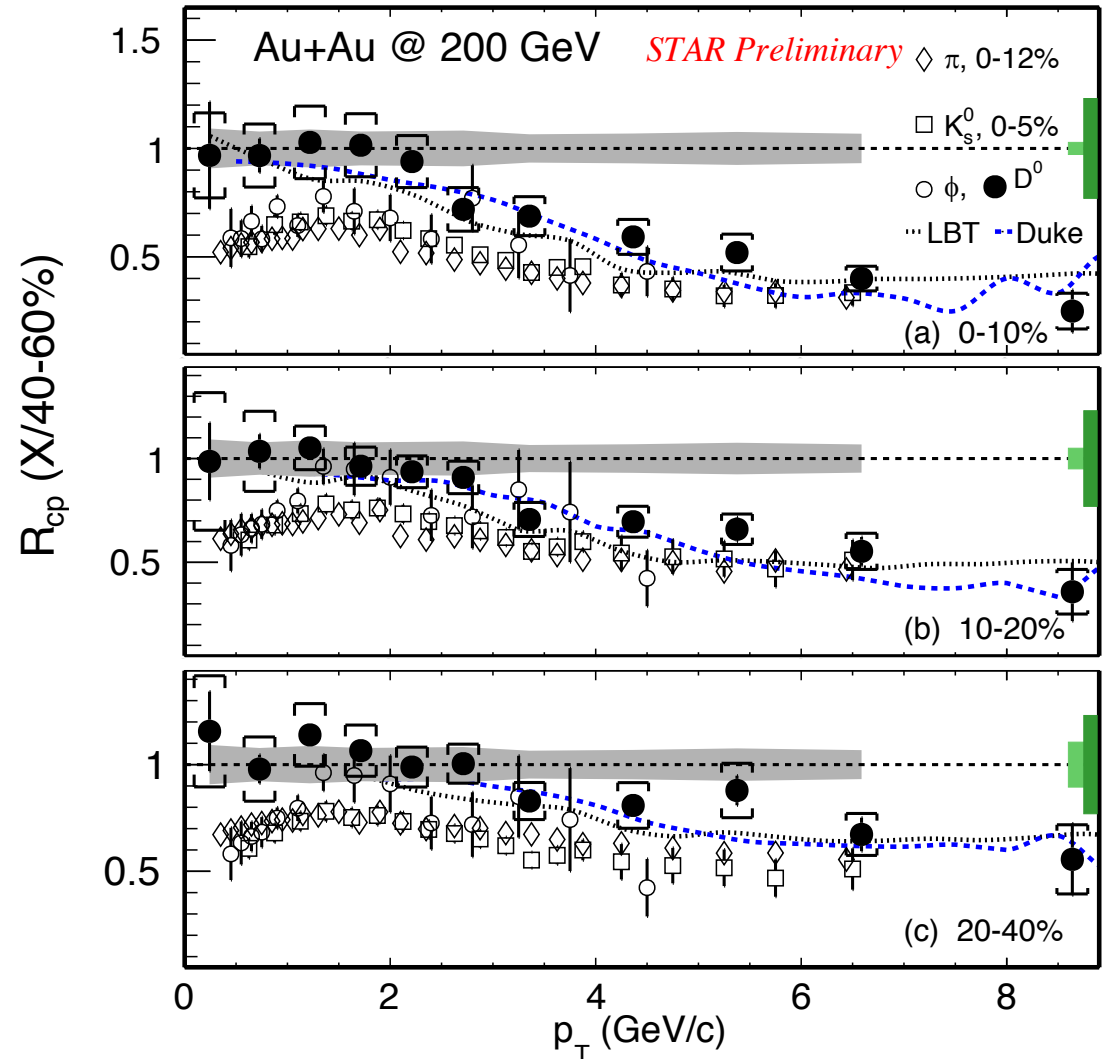 Au+Au @ 200 GeV
STAR Preliminary
π, 0-12%
K⁰ₛ, 0-5%
ϕ, D⁰
LBT Duke
1.5
1
0.5
(a) 0-10%
1
0.5
(b) 10-20%
1
0.5
(c) 20-40%
R_cp (X/40-60%)
0 2 4 6 8
p_T (GeV/c)